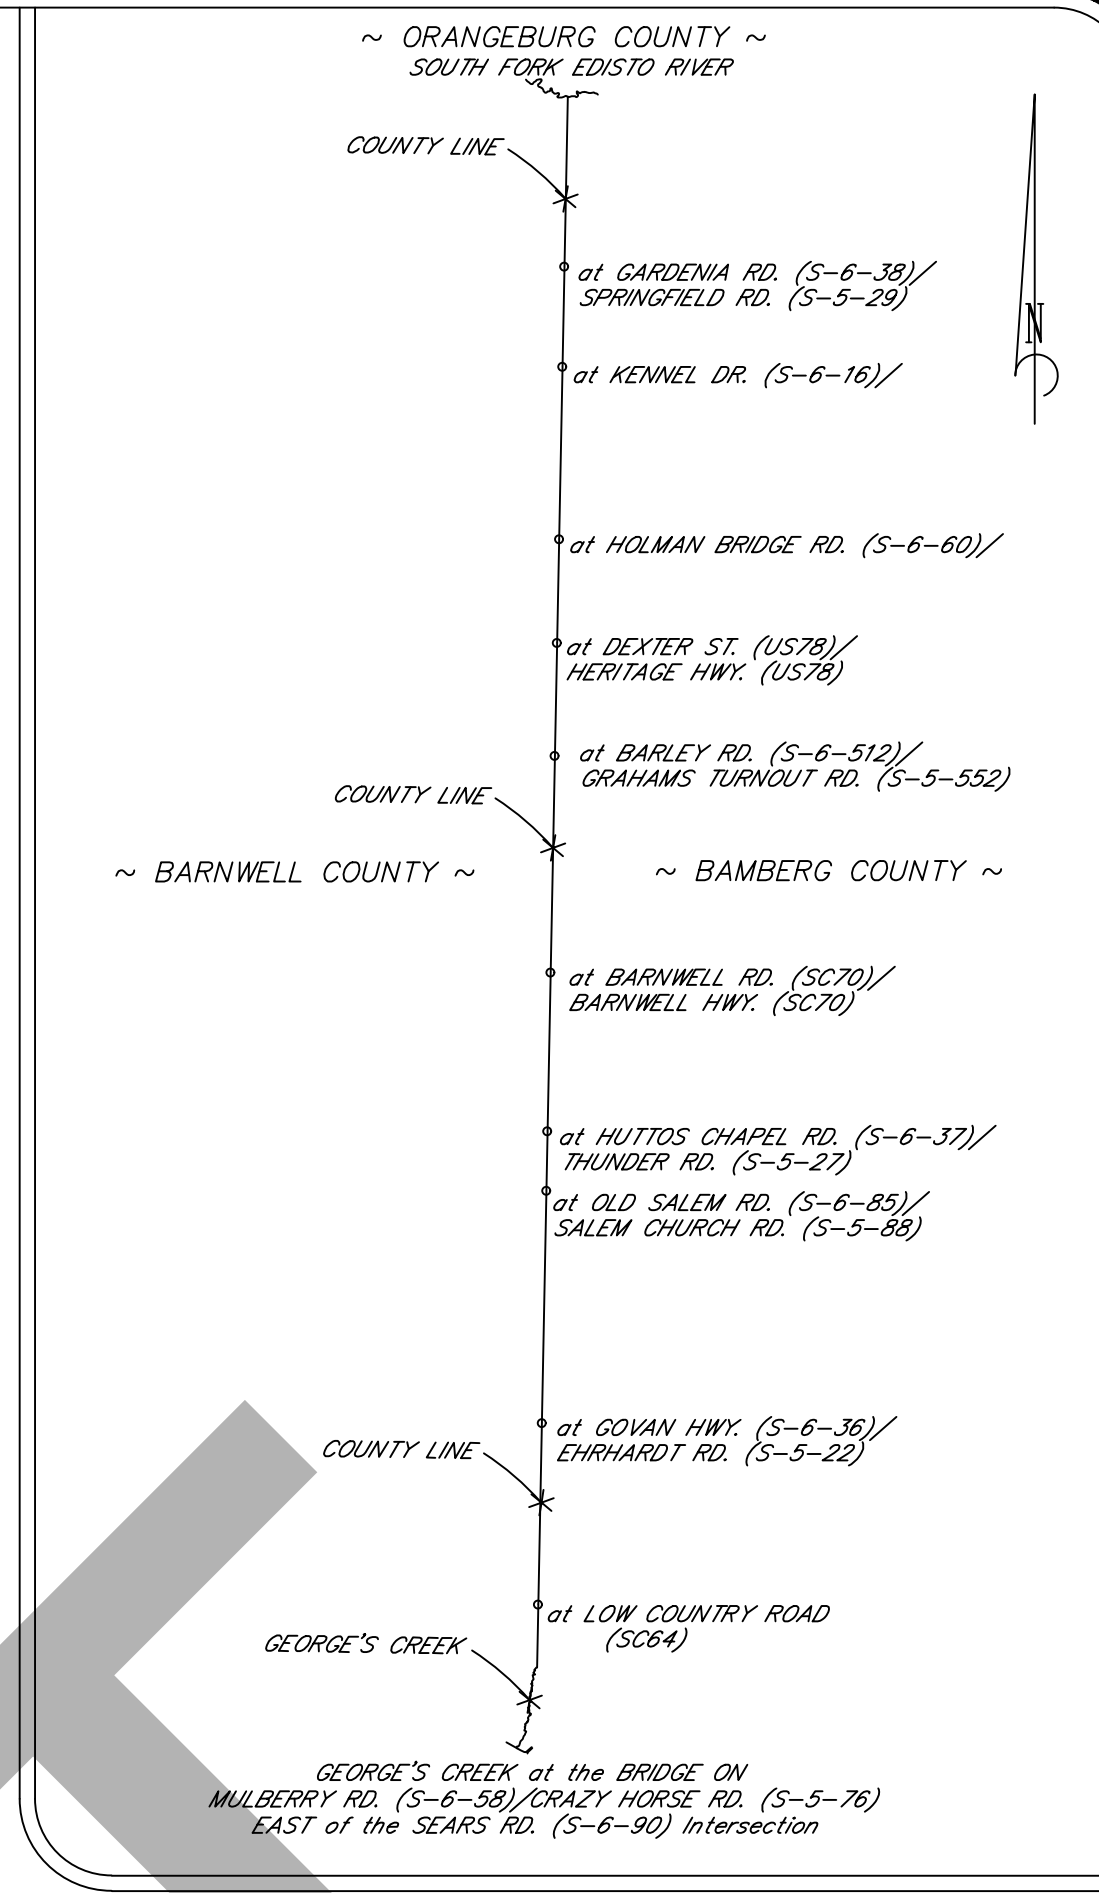 ~ ORANGEBURG COUNTY ~
SOUTH FORK EDISTO RIVER
COUNTY LINE
at GARDENIA RD. (S-6-38)/
SPRINGFIELD RD. (S-5-29)
N
at KENNEL DR. (S-6-16)/
at HOLMAN BRIDGE RD. (S-6-60)/
at DEXTER ST. (US78)/
HERITAGE HWY. (US78)
at BARLEY RD. (S-6-512)/
GRAHAMS TURNOUT RD. (S-5-552)
COUNTY LINE
~ BARNWELL COUNTY ~
~ BAMBERG COUNTY ~
at BARNWELL RD. (SC70)/
BARNWELL HWY. (SC70)
at HUTTOS CHAPEL RD. (S-6-37)/
THUNDER RD. (S-5-27)
at OLD SALEM RD. (S-6-85)/
SALEM CHURCH RD. (S-5-88)
at GOVAN HWY. (S-6-36)/
EHRHARDT RD. (S-5-22)
COUNTY LINE
at LOW COUNTRY ROAD
(SC64)
GEORGE'S CREEK
GEORGE'S CREEK at the BRIDGE ON
MULBERRY RD. (S-6-58)/CRAZY HORSE RD. (S-5-76)
EAST of the SEARS RD. (S-6-90) Intersection